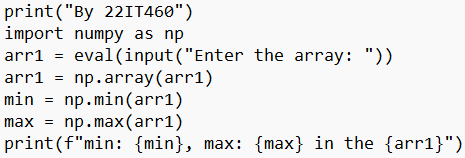 print("By 22IT460")
import numpy as np
arr1 = eval(input("Enter the array: "))
arr1 = np.array(arr1)
min = np.min(arr1)
max = np.max(arr1)
print(f"min: {min}, max: {max} in the {arr1}")